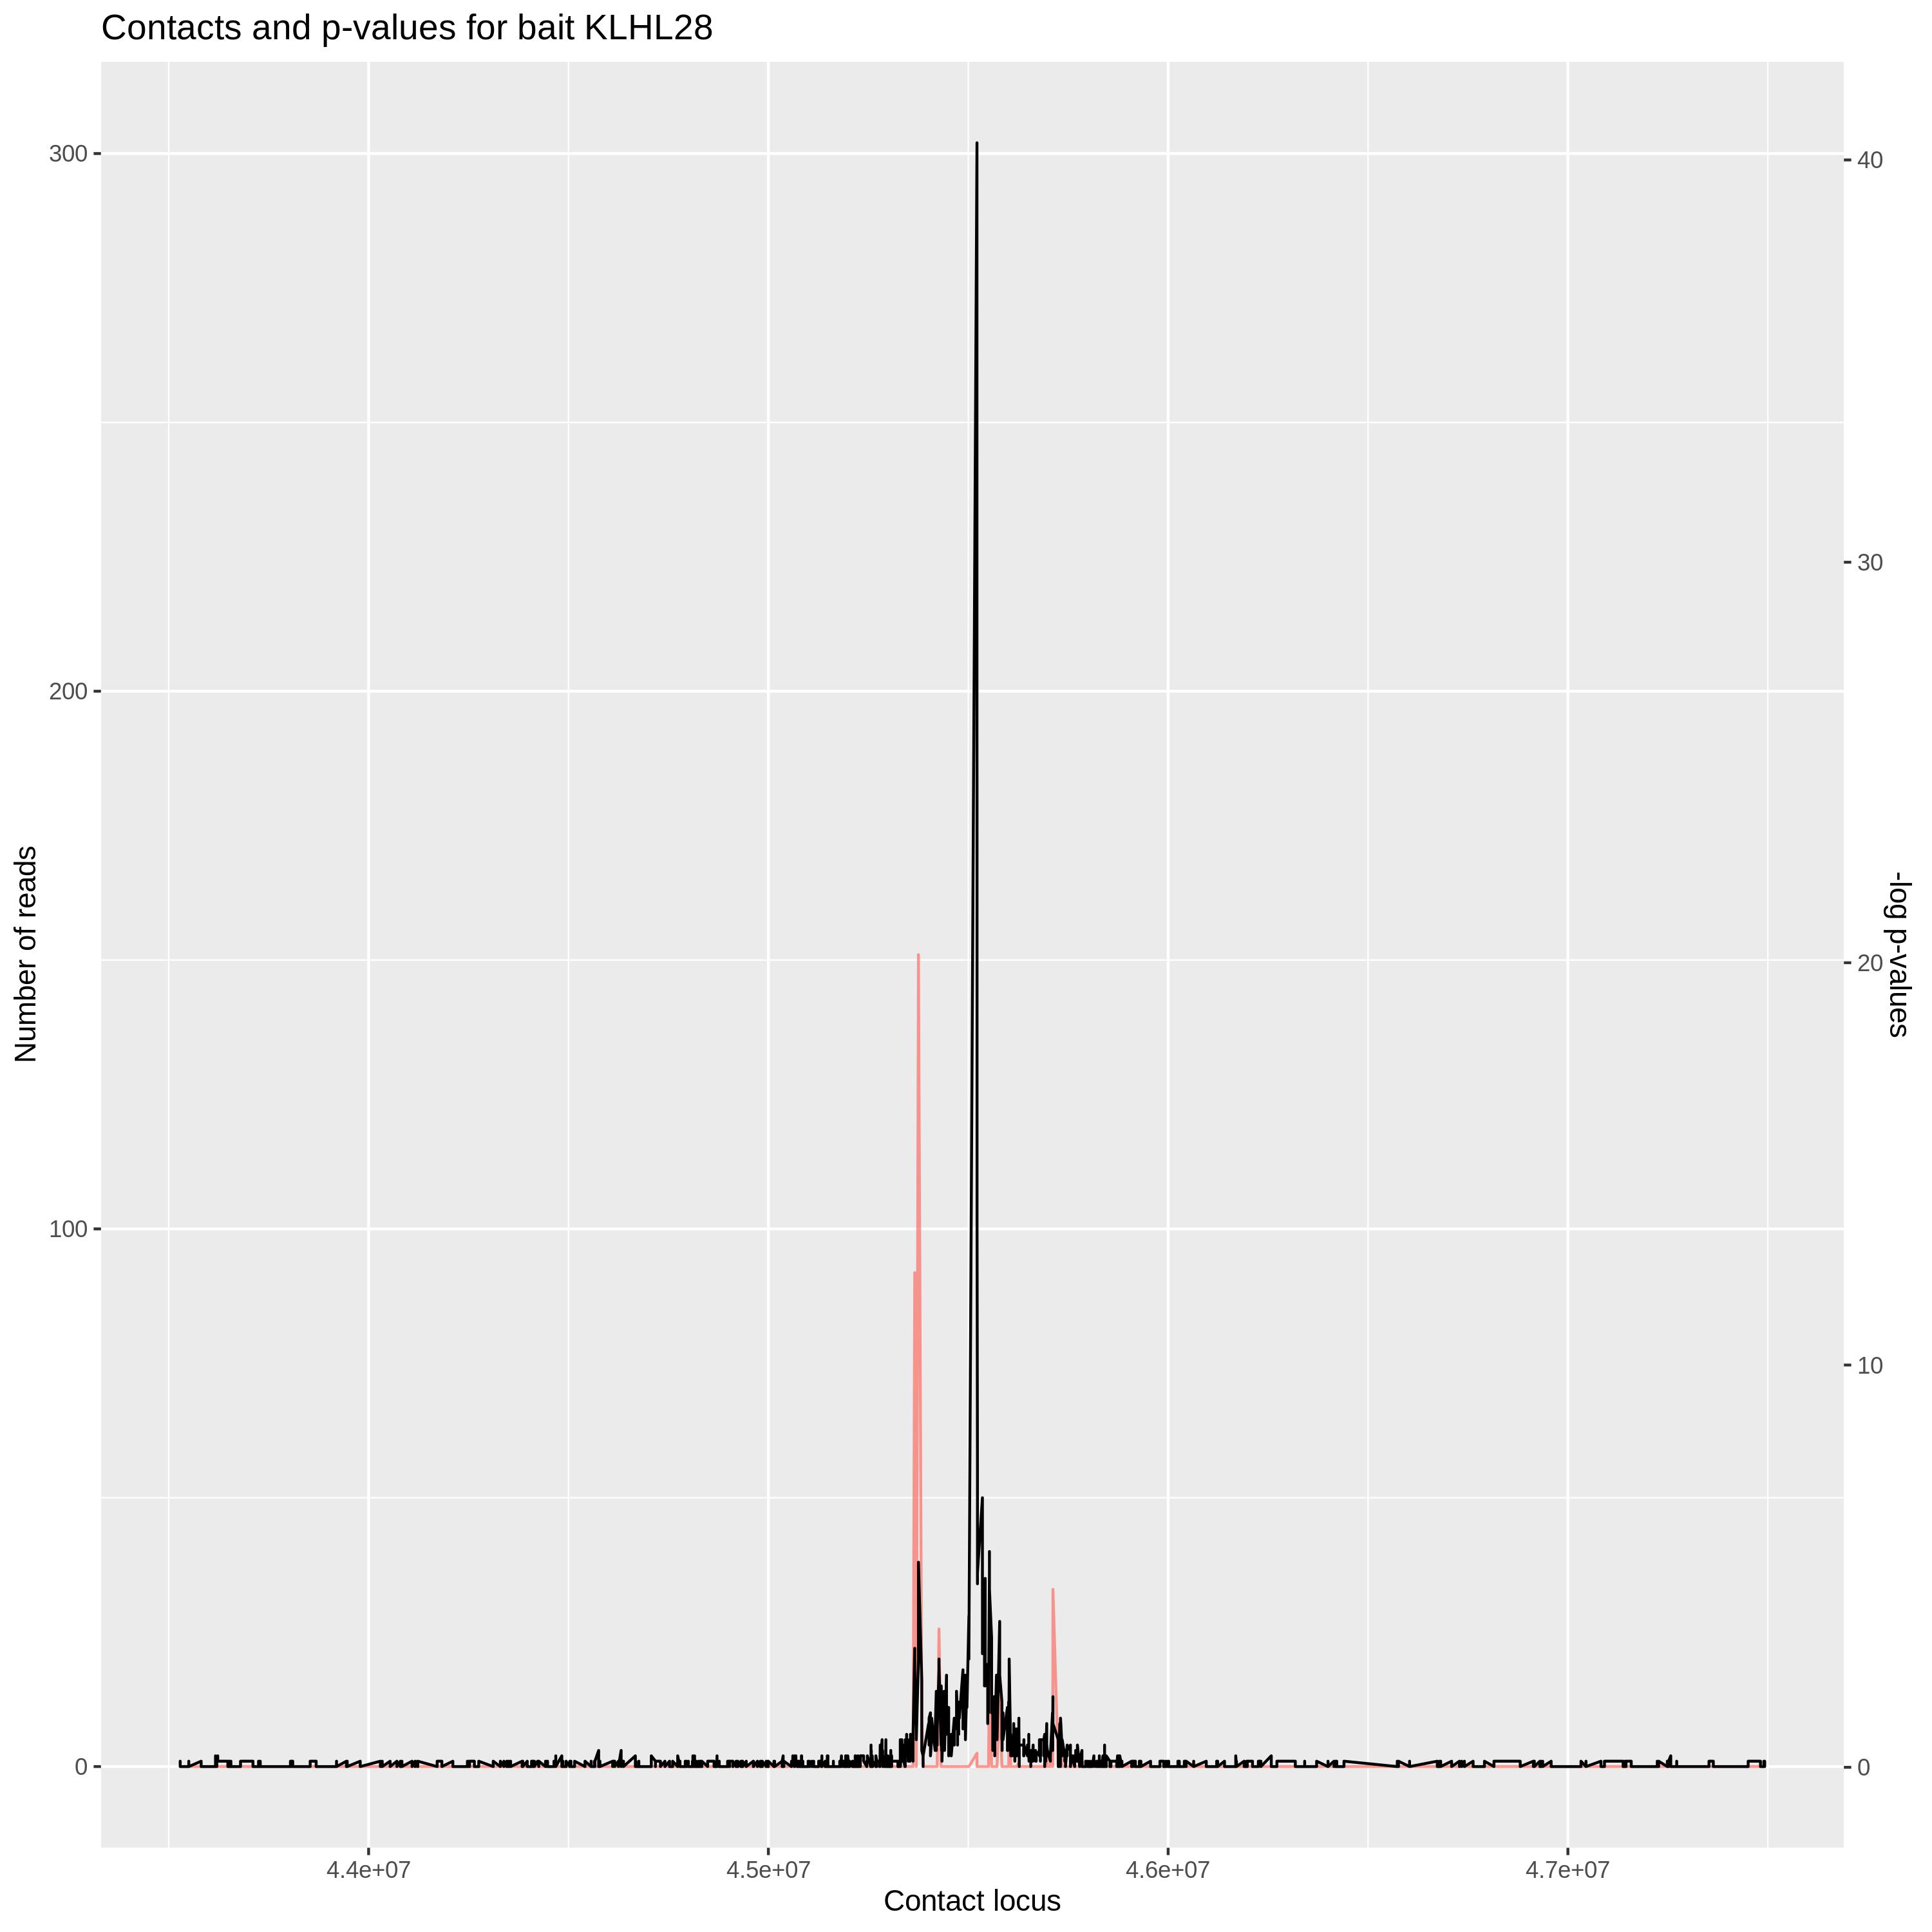 Contacts and p-values for bait KLHL28
300
200
100
0
Number of reads
40
30
20
10
0
-log p-values
4.4e+07
4.5e+07
4.6e+07
4.7e+07
Contact locus